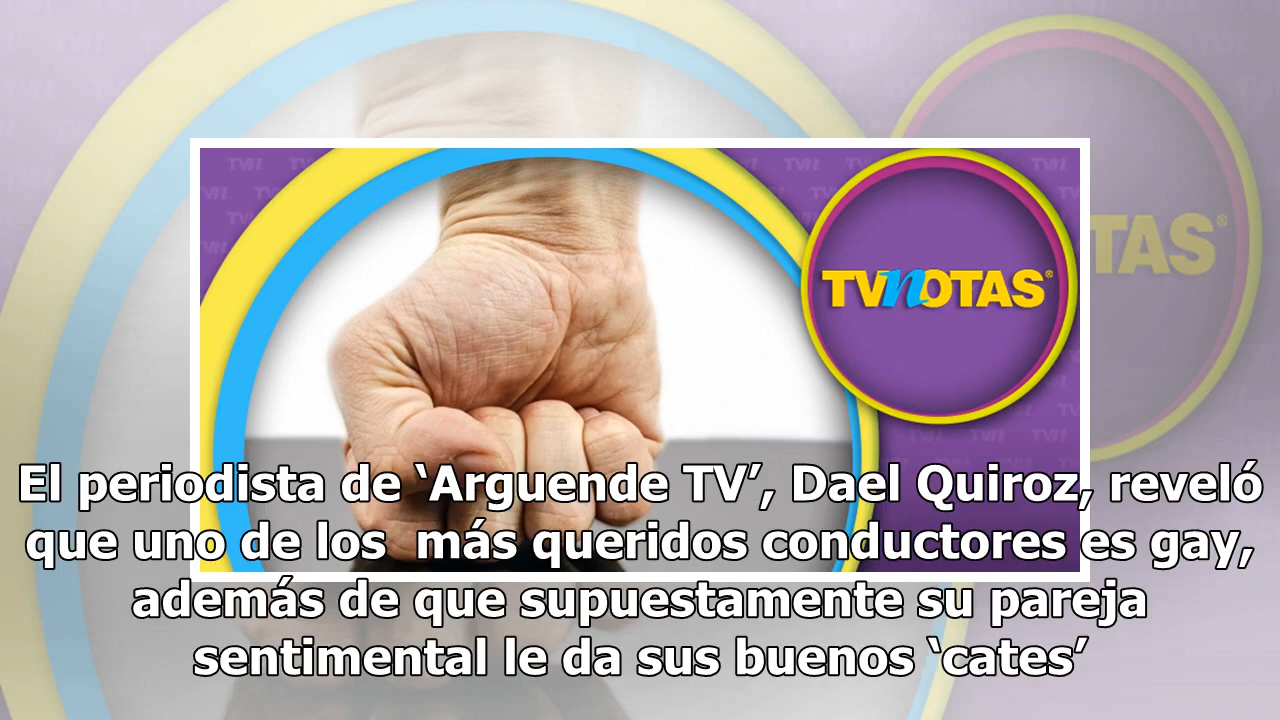 TVnOTAS®
TAS®
El periodista de ‘Arguende TV’, Dael Quiroz, reveló
que uno de los más queridos conductores es gay,
además de que supuestamente su pareja
sentimental le da sus buenos ‘cates’